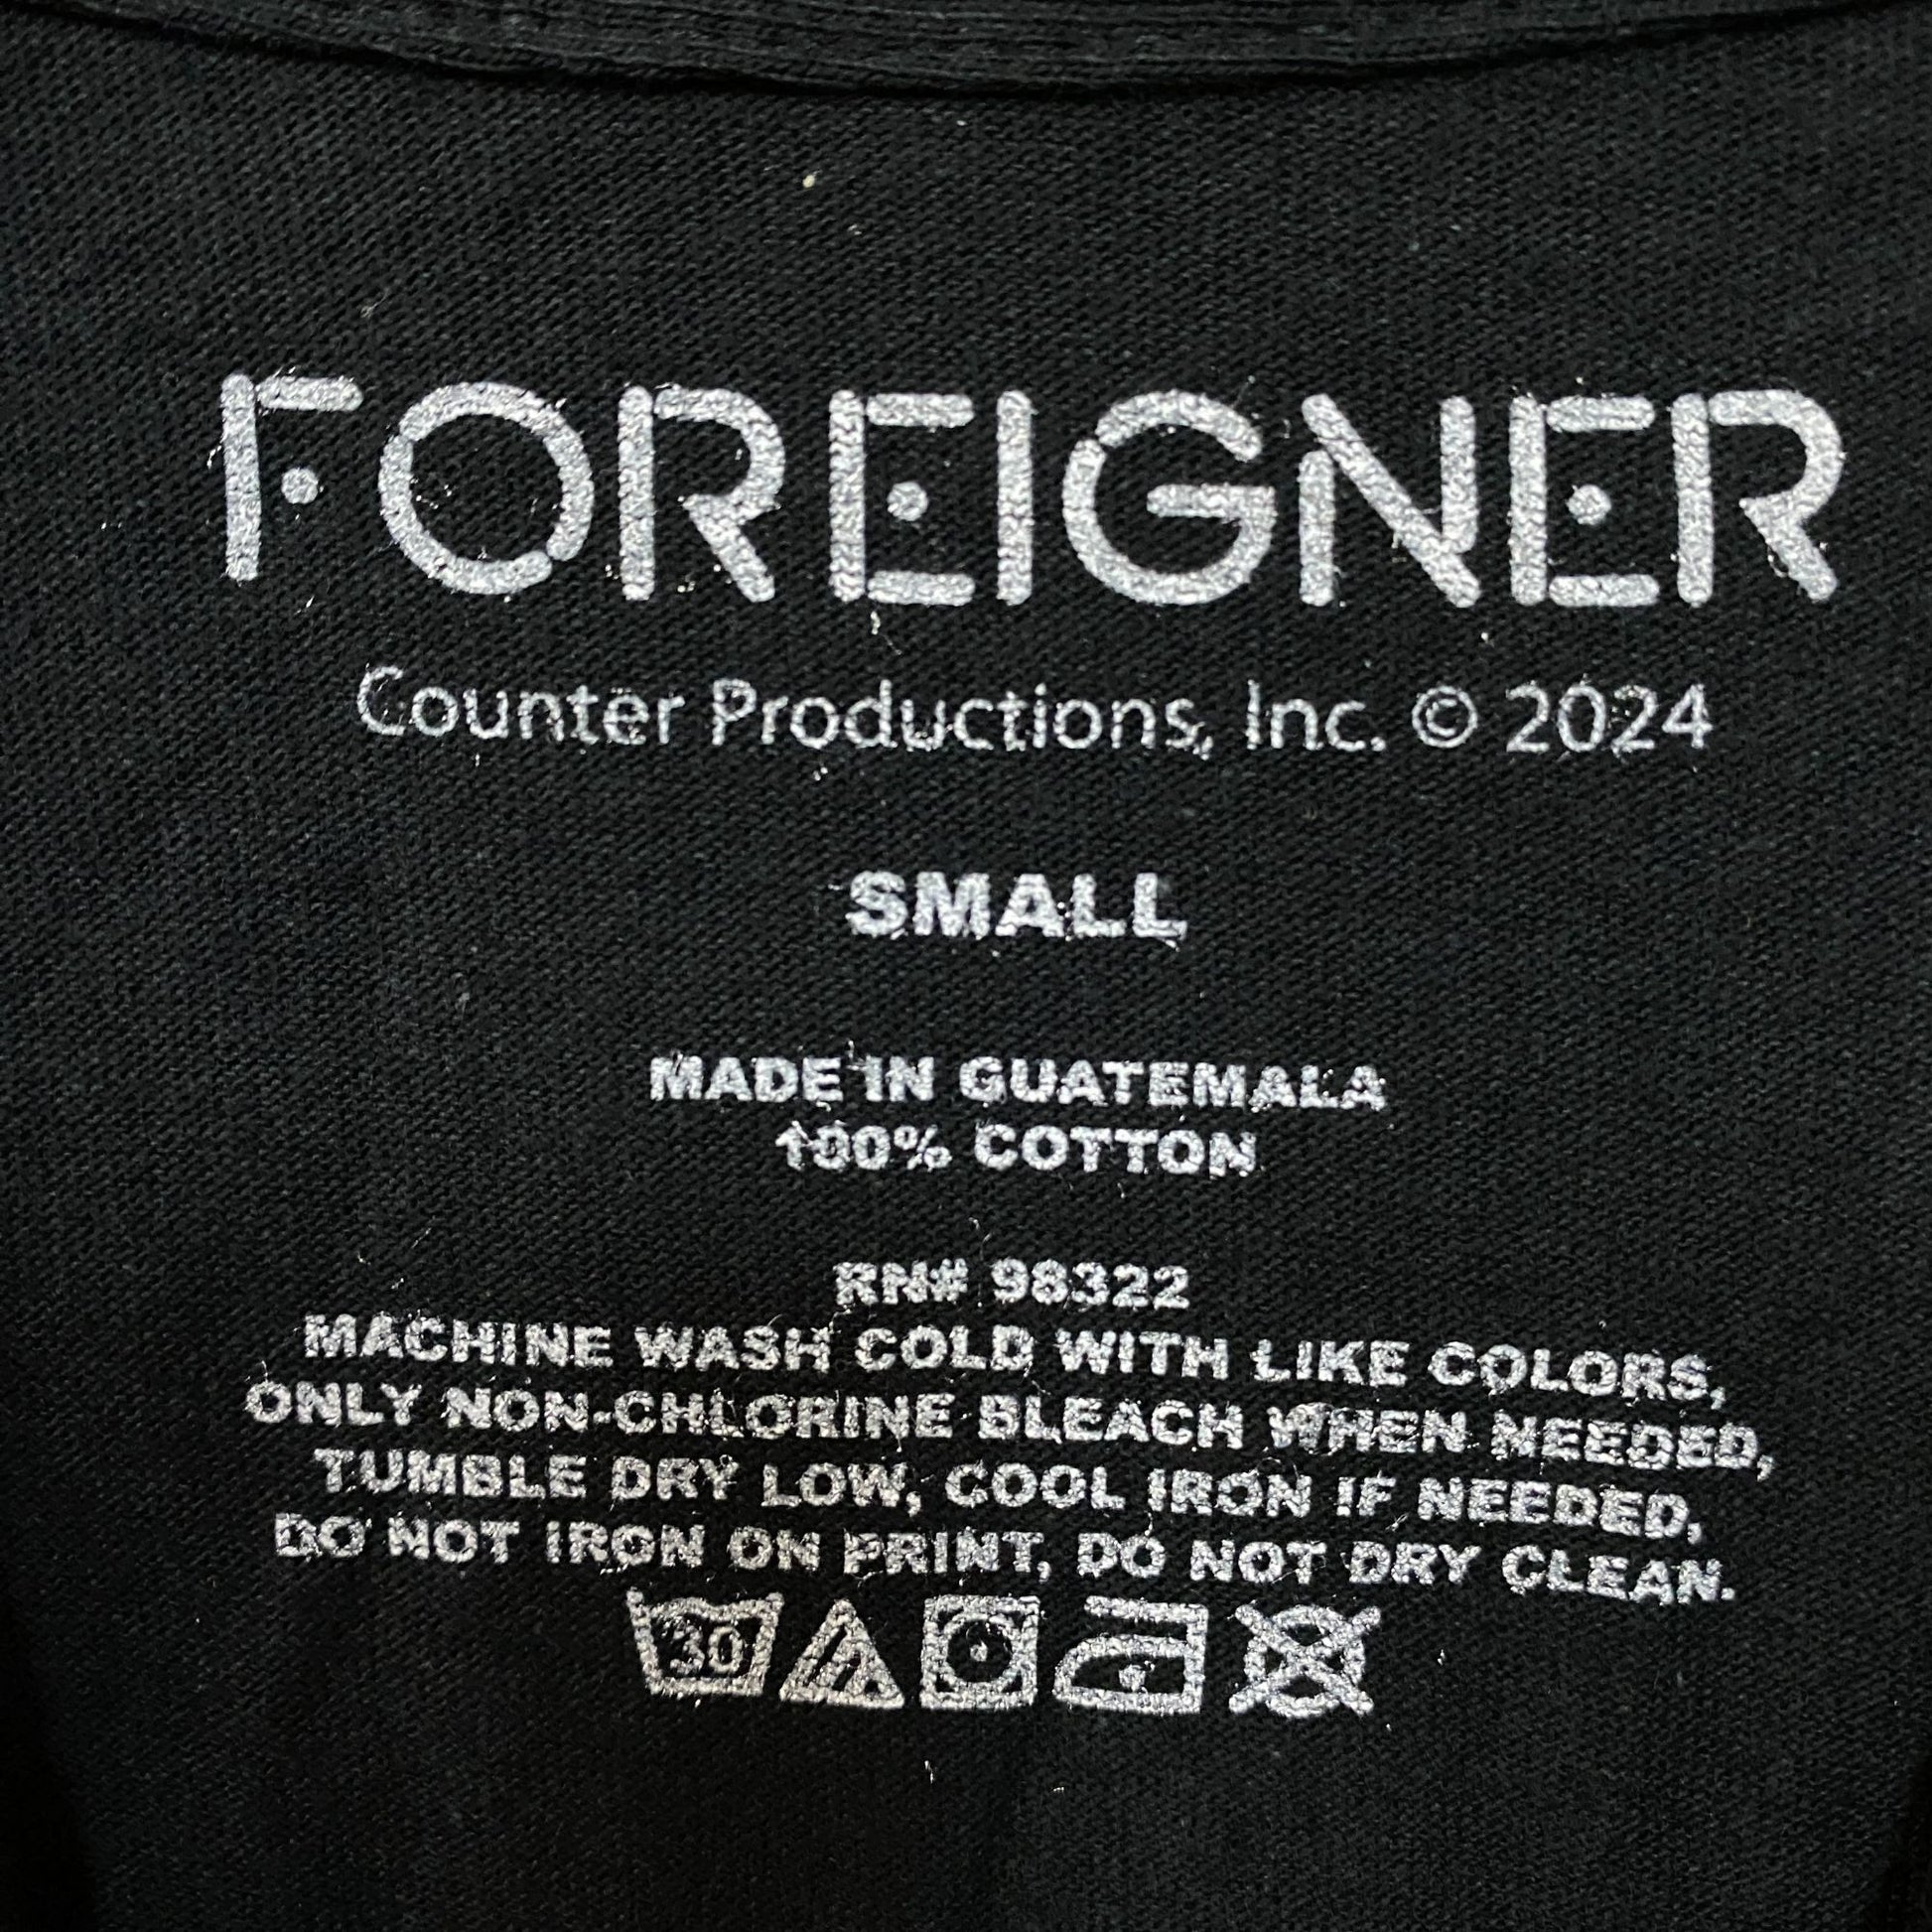 FOREIGNER
Counter Productions, Inc. © 2024
SMALL
MADE IN GUATEMALA
100% COTTON
RN# 98322
MACHINE WASH COLD WITH LIKE COLORS,
ONLY NON-CHLORINE BLEACH WHEN NEEDED,
TUMBLE DRY LOW, COOL IRON IF NEEDED,
DO NOT IRON ON PRINT, DO NOT DRY CLEAN.
30